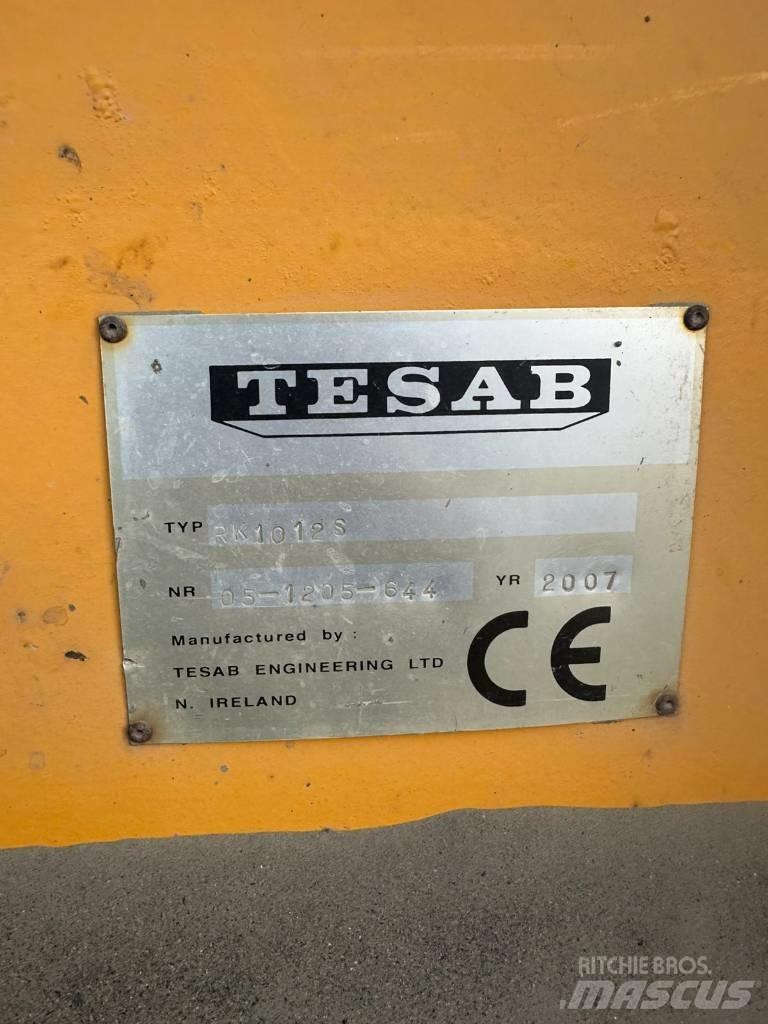 TESAB
TYP RK1012S
NR 05-1205-644 YR 2007
Manufactured by :
TESAB ENGINEERING LTD
N. IRELAND
CE
RITCHIE BROS.
MASCUS